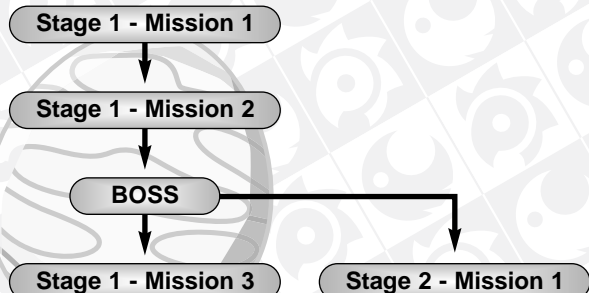 Stage 1 - Mission 1
Stage 1 - Mission 2
BOSS
Stage 1 - Mission 3
Stage 2 - Mission 1